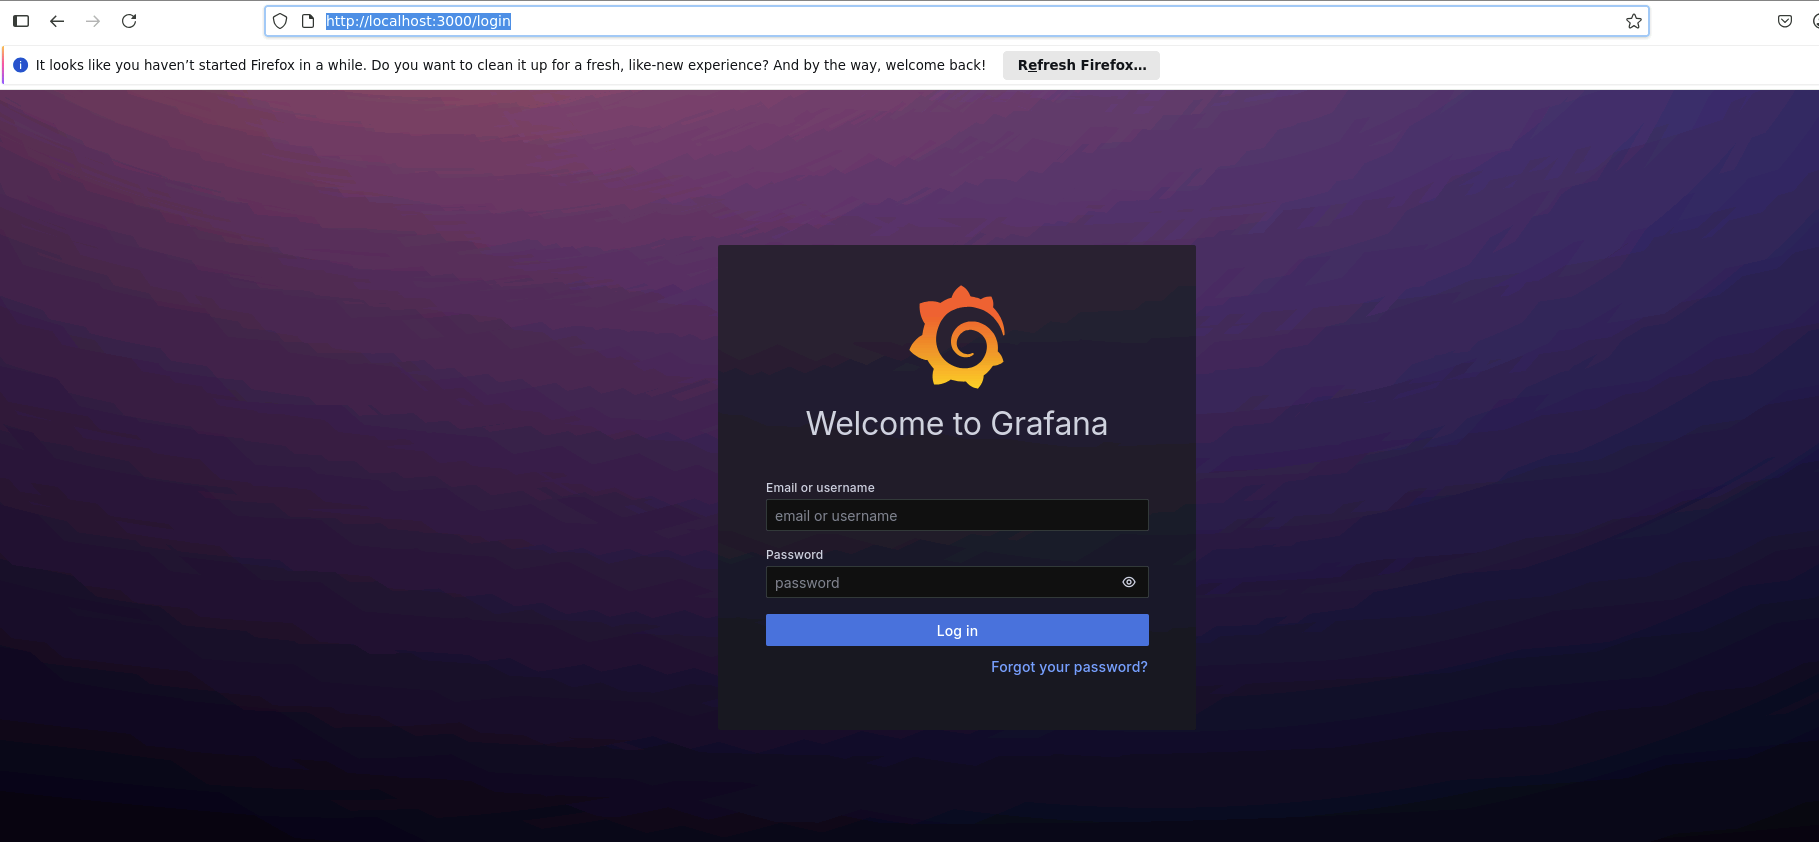 http://localhost:3000/login
It looks like you haven’t started Firefox in a while. Do you want to clean it up for a fresh, like-new experience? And by the way, welcome back! Refresh Firefox…
Welcome to Grafana
Email or username
email or username
Password
password
Log in
Forgot your password?